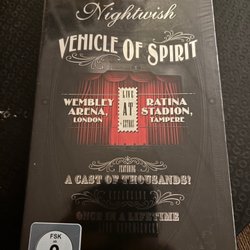 Nightwish
VEHICLE OF SPIRIT
WEMBLEY
ARENA,
LONDON
LIVE
AT
RATINA
STADION,
TAMPERE
FEATURING
A CAST OF THOUSANDS!
ONCE IN A LIFETIME
FSK